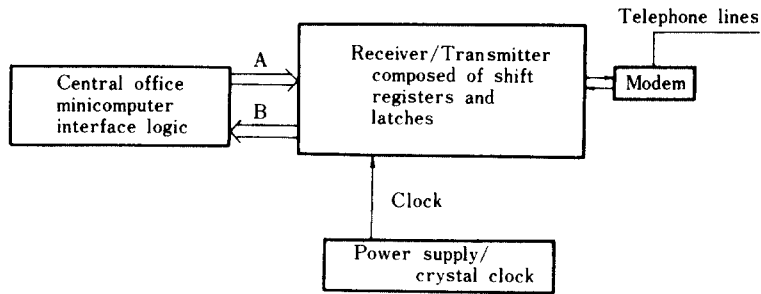 Telephone lines
A
Receiver/Transmitter
composed of shift
registers and
latches
Modem
Central office
minicomputer
interface logic
B
Clock
Power supply/
crystal clock